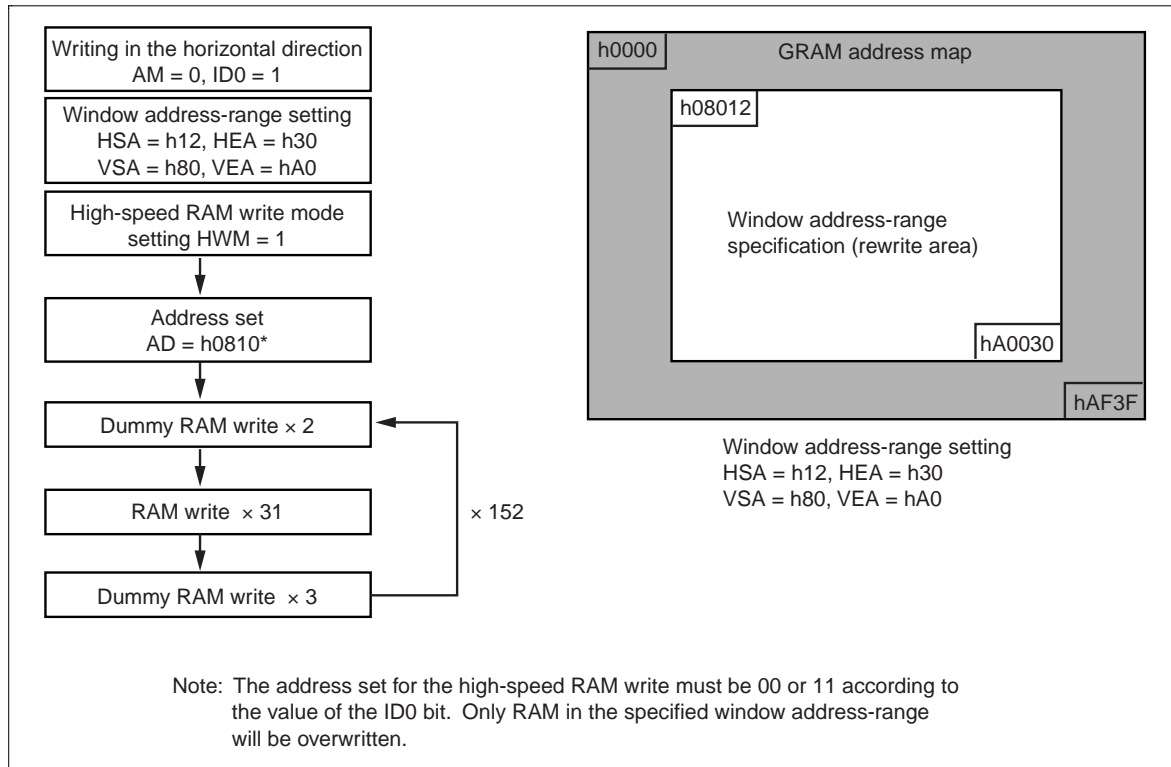 Writing in the horizontal direction
AM = 0, ID0 = 1
Window address-range setting
HSA = h12, HEA = h30
VSA = h80, VEA = hA0
High-speed RAM write mode
setting HWM = 1
Address set
AD = h0810*
Dummy RAM write × 2
RAM write × 31
× 152
Dummy RAM write × 3
h0000
GRAM address map
h08012
Window address-range
specification (rewrite area)
hA0030
hAF3F
Window address-range setting
HSA = h12, HEA = h30
VSA = h80, VEA = hA0
Note: The address set for the high-speed RAM write must be 00 or 11 according to
the value of the ID0 bit. Only RAM in the specified window address-range
will be overwritten.